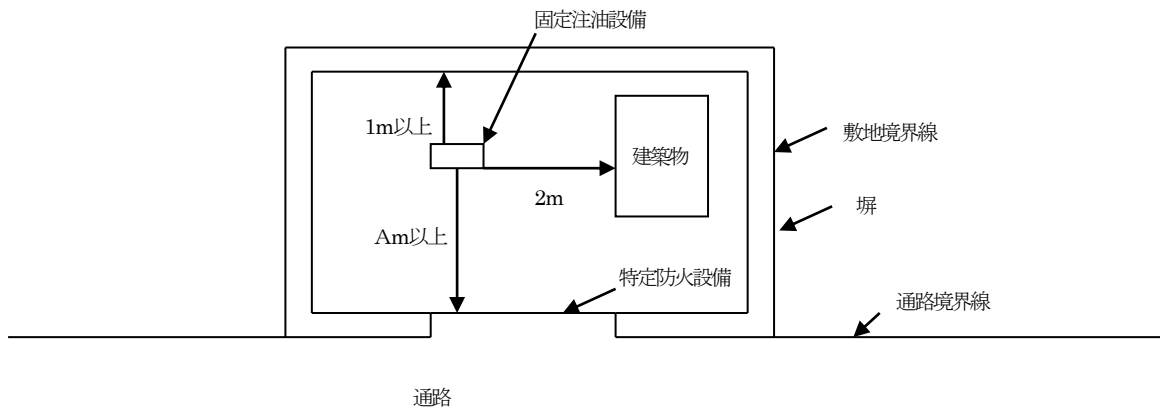 固定注油設備
1m以上
建築物
敷地境界線
2m
塀
Am以上
特定防火設備
通路境界線
通路